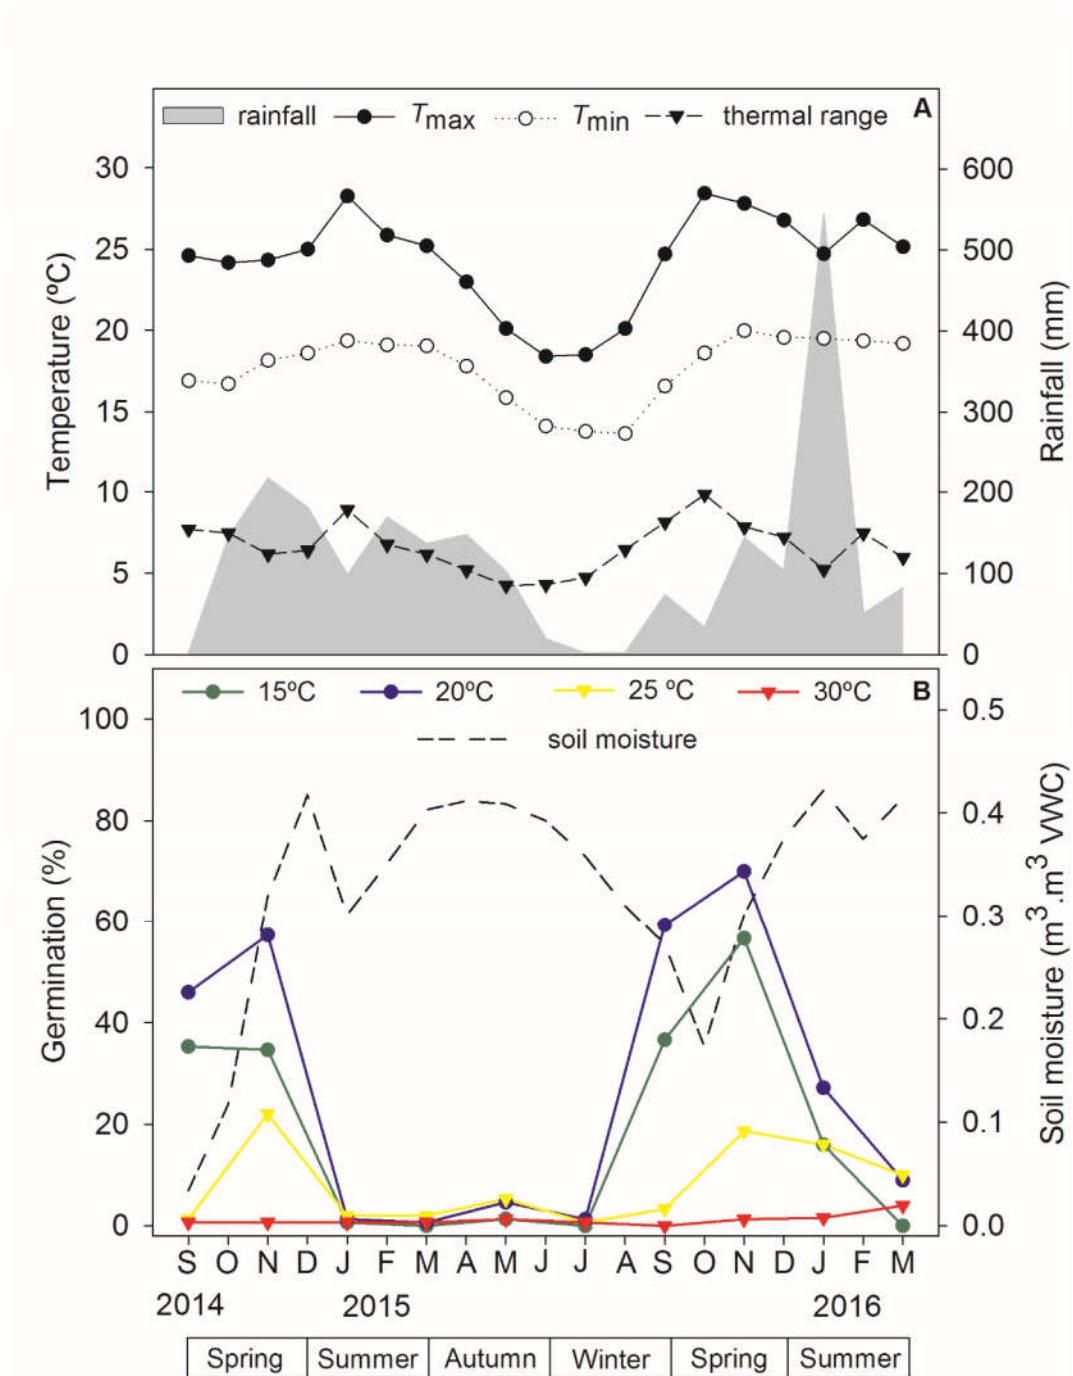 rainfall Tmax Tmin thermal range A
Temperature (ºC)
30
25
20
15
10
5
0
600
500
400
300
200
100
0
Rainfall (mm)
15ºC 20ºC 25 ºC 30ºC B
soil moisture
Germination (%)
100
80
60
40
20
0
0.5
0.4
0.3
0.2
0.1
0.0
Soil moisture (m³.m³ VWC)
S O N D J F M A M J J A S O N D J F M
2014 2015 2016
Spring Summer Autumn Winter Spring Summer